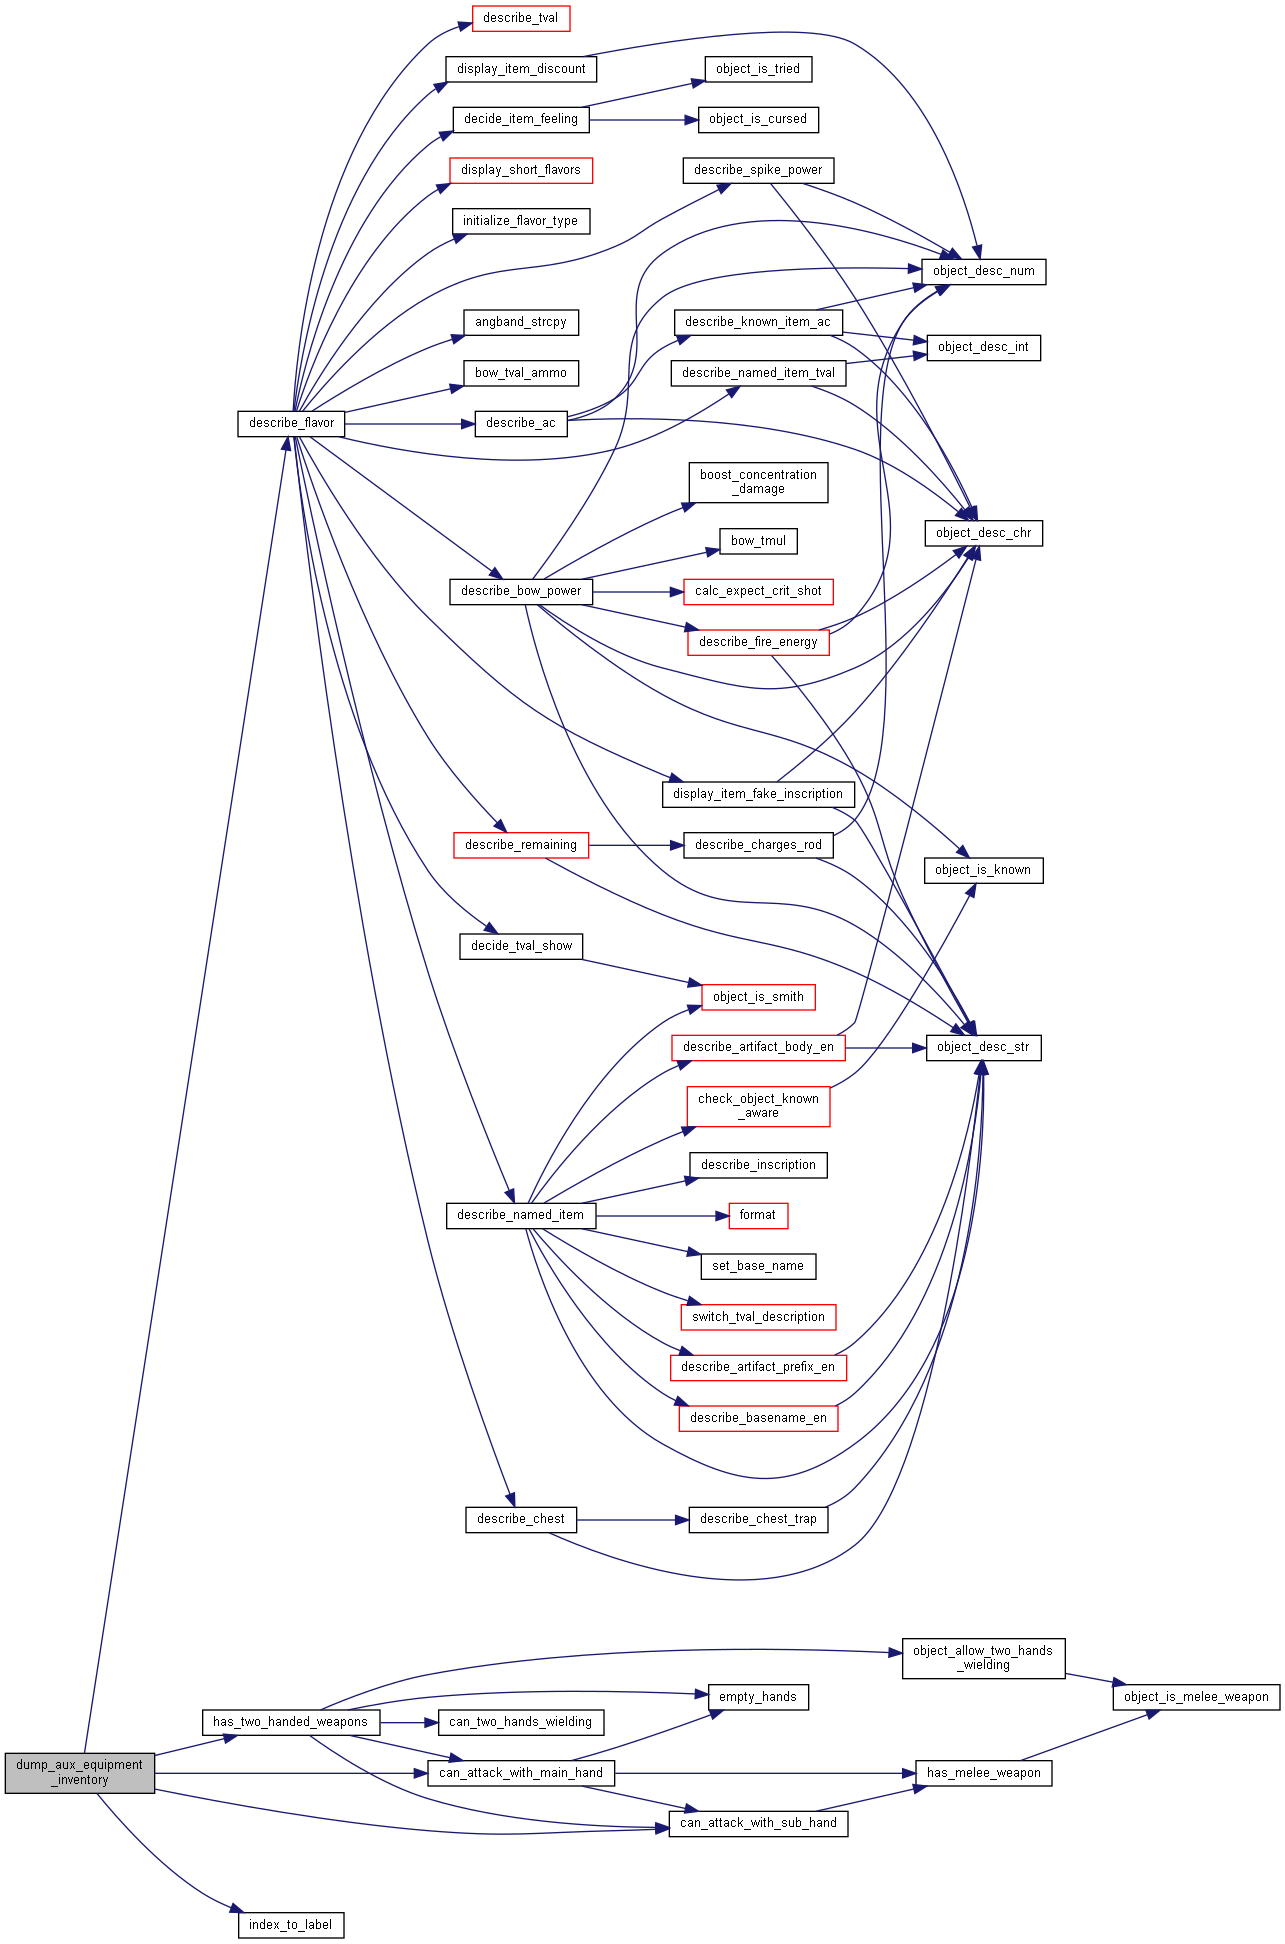 describe_tval
display_item_discount
object_is_tried
decide_item_feeling
object_is_cursed
display_short_flavors
describe_spike_power
initialize_flavor_type
object_desc_num
angband_strcpy
describe_known_item_ac
object_desc_int
bow_tval_ammo
describe_named_item_tval
describe_flavor
describe_ac
boost_concentration
_damage
object_desc_chr
bow_tmul
describe_bow_power
calc_expect_crit_shot
describe_fire_energy
display_item_fake_inscription
describe_remaining
describe_charges_rod
object_is_known
decide_tval_show
object_is_smith
describe_artifact_body_en
object_desc_str
check_object_known
_aware
describe_inscription
describe_named_item
format
set_base_name
switch_tval_description
describe_artifact_prefix_en
describe_basename_en
describe_chest
describe_chest_trap
object_allow_two_hands
_wielding
empty_hands
object_is_melee_weapon
has_two_handed_weapons
can_two_hands_wielding
dump_aux_equipment
_inventory
can_attack_with_main_hand
has_melee_weapon
can_attack_with_sub_hand
index_to_label